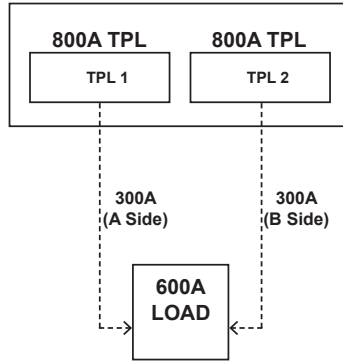 800A TPL
800A TPL
TPL 1
TPL 2
300A
(A Side)
300A
(B Side)
600A
LOAD